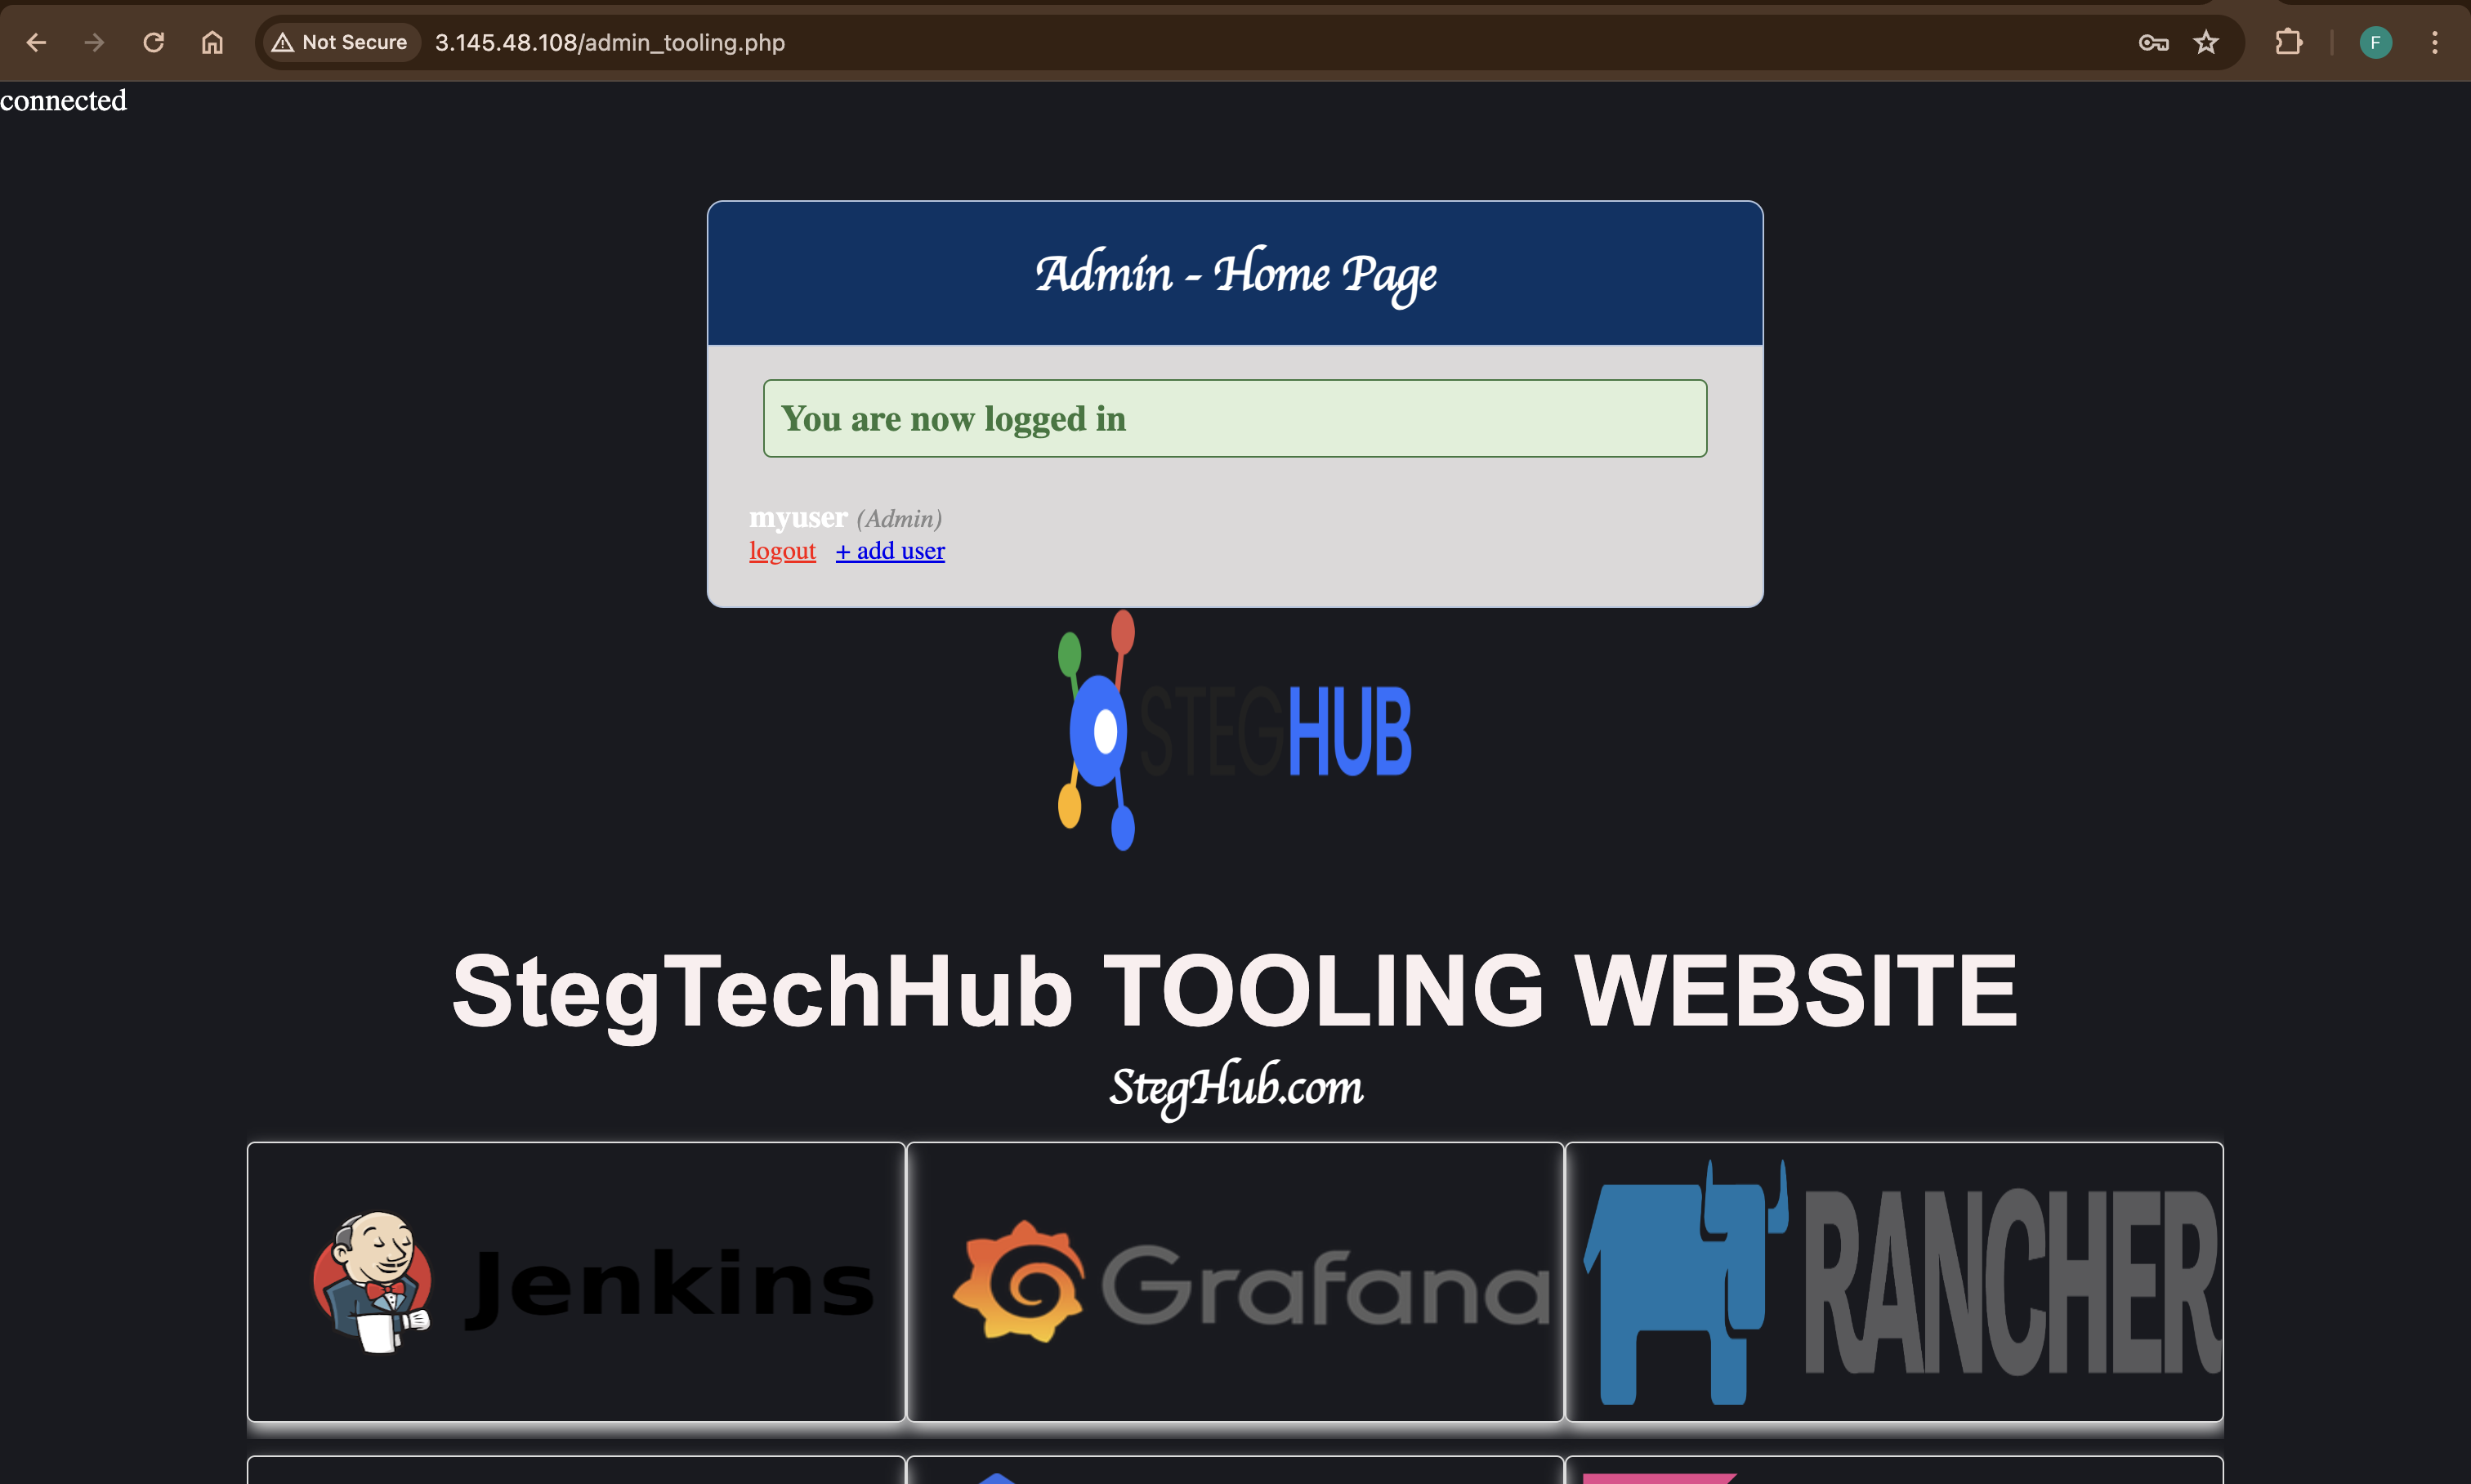 Not Secure 3.145.48.108/admin_tooling.php F
connected
Admin - Home Page
You are now logged in
myuser (Admin)
logout + add user
STEGHUB
StegTechHub TOOLING WEBSITE
StegHub.com
Jenkins Grafana RANCHER